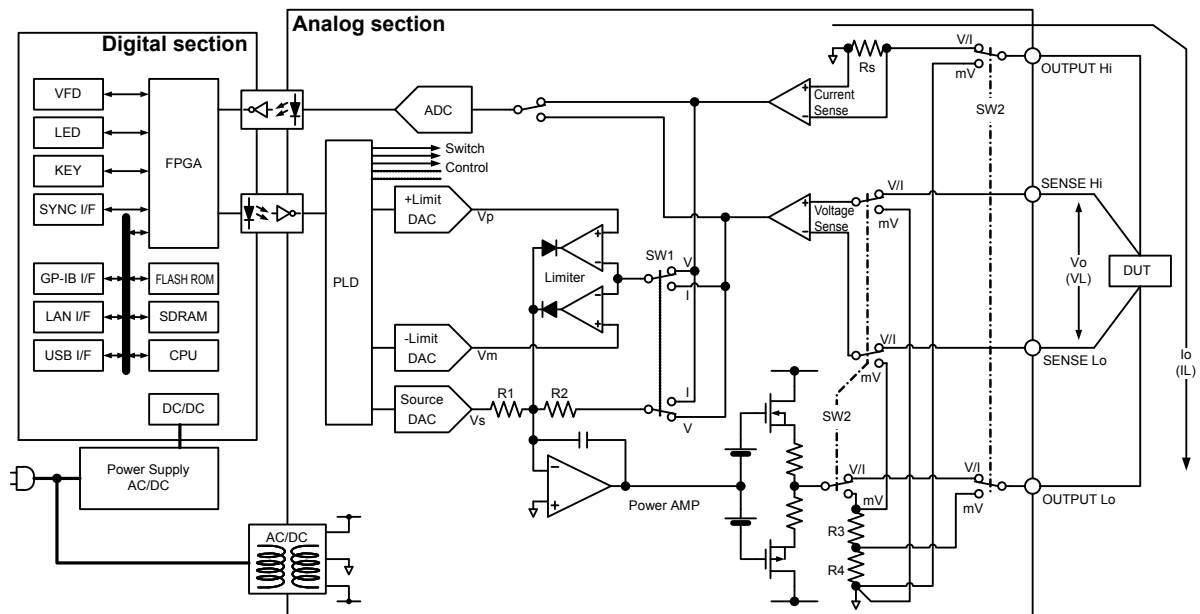 Analog section
Digital section
VFD
LED
KEY
SYNC I/F
FPGA
GP-IB I/F
LAN I/F
USB I/F
FLASH ROM
SDRAM
CPU
DC/DC
Power Supply
AC/DC
AC/DC
PLD
ADC
Switch
Control
+Limit
DAC
Vp
Limiter
-Limit
DAC
Vm
Source
DAC
Vs
R1
R2
SW1
V
I
I
V
+
-
-
+
-
+
Power AMP
Rs
+
Current
-
Sense
+
Voltage
-
Sense
V/I
mV
SW2
OUTPUT Hi
V/I
mV
SENSE Hi
Vo
(VL)
DUT
V/I
mV
SENSE Lo
Io
(IL)
SW2
V/I
mV
V/I
mV
OUTPUT Lo
R3
R4